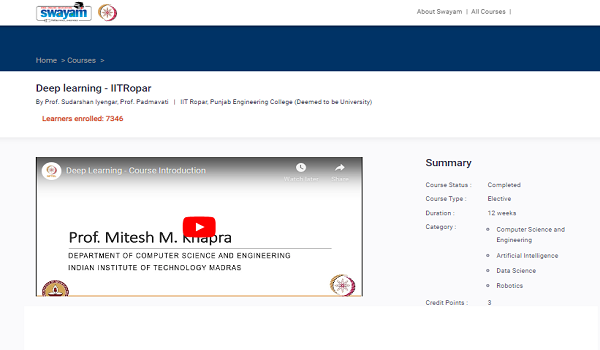 swayam
About Swayam | All Courses |
Home > Courses >
Deep learning - IITRopar
By Prof. Sudarshan Iyengar, Prof. Padmavati | IIT Ropar, Punjab Engineering College (Deemed to be University)
Learners enrolled: 7346
Deep Learning - Course Introduction
Watch later
Share
Prof. Mitesh M. Khapra
DEPARTMENT OF COMPUTER SCIENCE AND ENGINEERING
INDIAN INSTITUTE OF TECHNOLOGY MADRAS
Summary
Course Status : Completed
Course Type : Elective
Duration : 12 weeks
Category :
Computer Science and
Engineering
Artificial Intelligence
Data Science
Robotics
Credit Points : 3